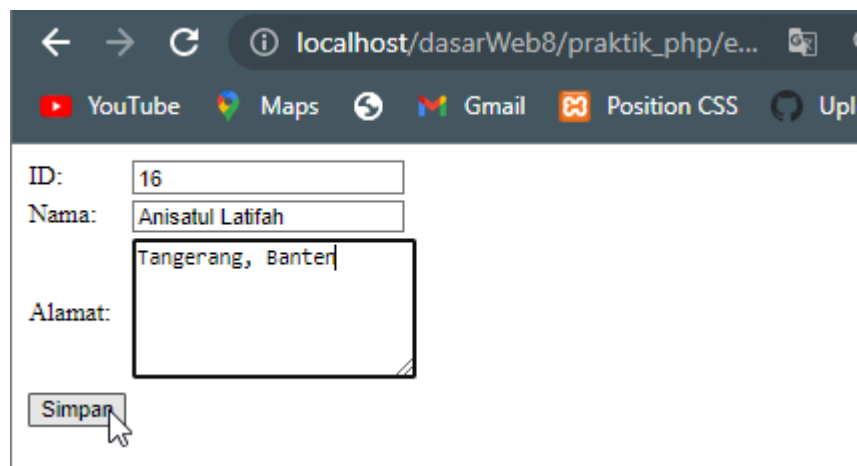 localhost/dasarWeb8/praktik_php/e...
YouTube Maps Gmail Position CSS Upl
ID: 16
Nama: Anisatul Latifah
Tangerang, Banten
Alamat:
Simpan